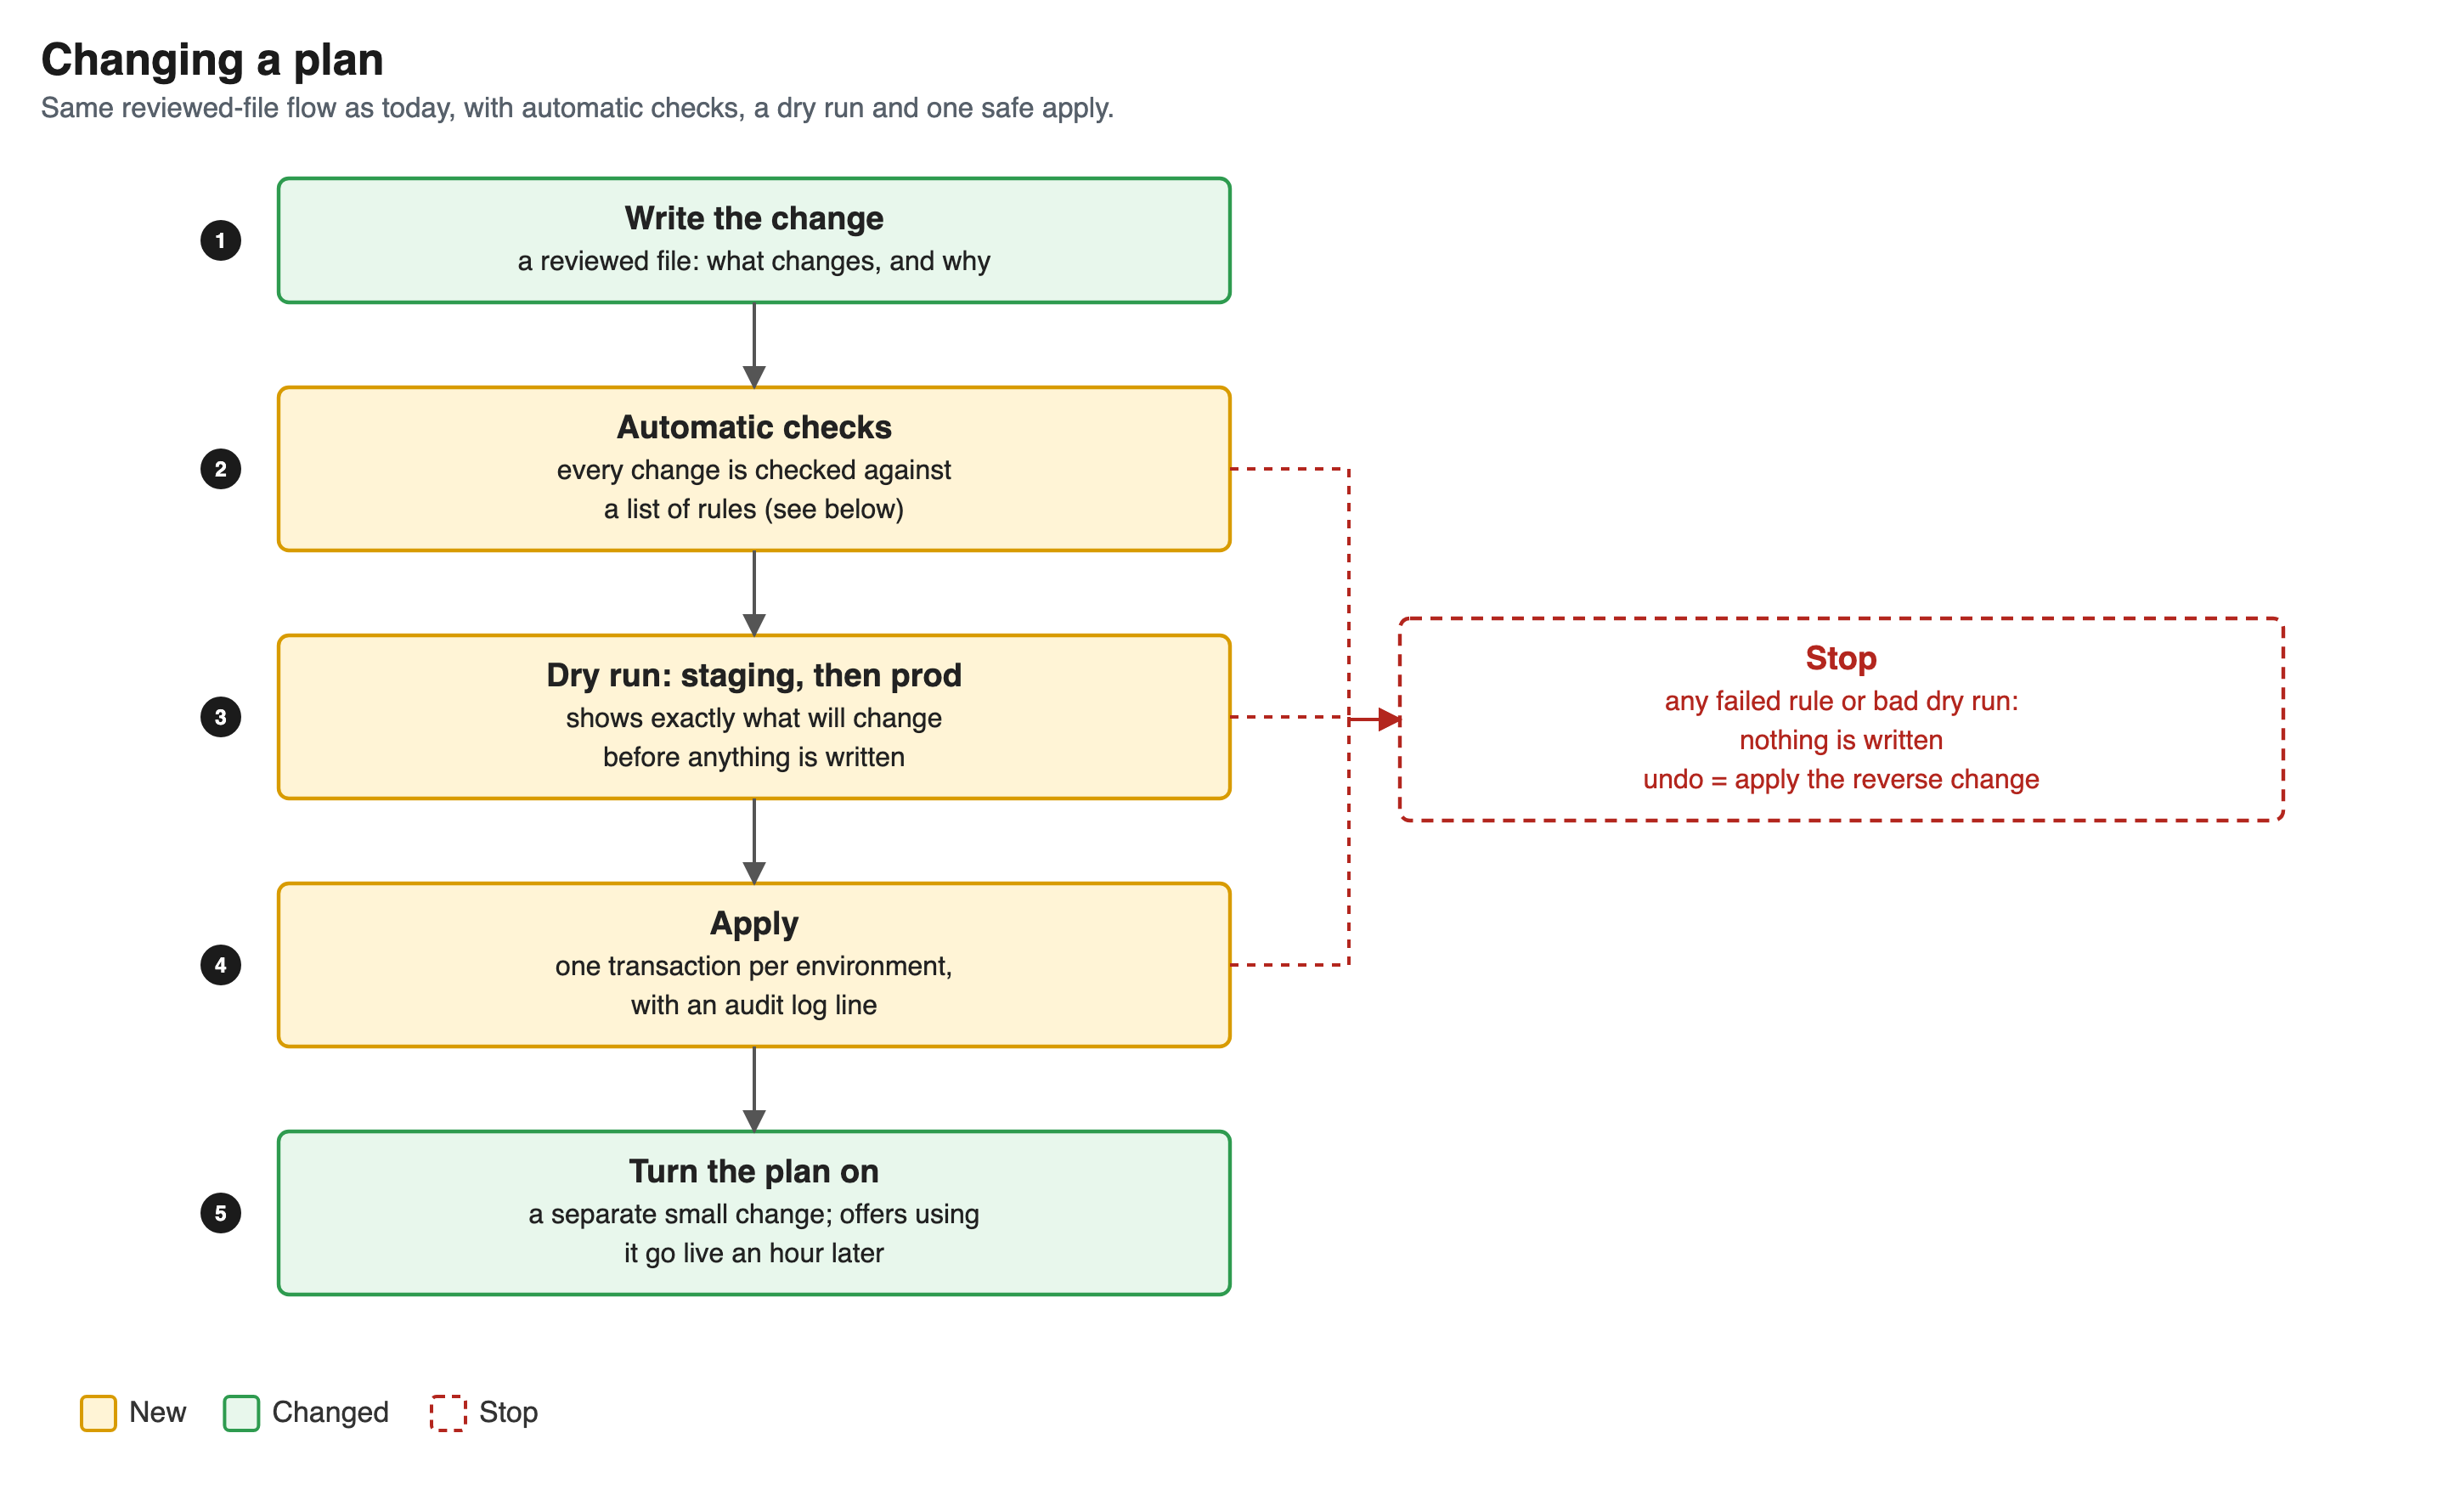 Changing a plan
Same reviewed-file flow as today, with automatic checks, a dry run and one safe apply.
1
Write the change
a reviewed file: what changes, and why
2
Automatic checks
every change is checked against
a list of rules (see below)
3
Dry run: staging, then prod
shows exactly what will change
before anything is written
Stop
any failed rule or bad dry run:
nothing is written
undo = apply the reverse change
4
Apply
one transaction per environment,
with an audit log line
5
Turn the plan on
a separate small change; offers using
it go live an hour later
New
Changed
Stop